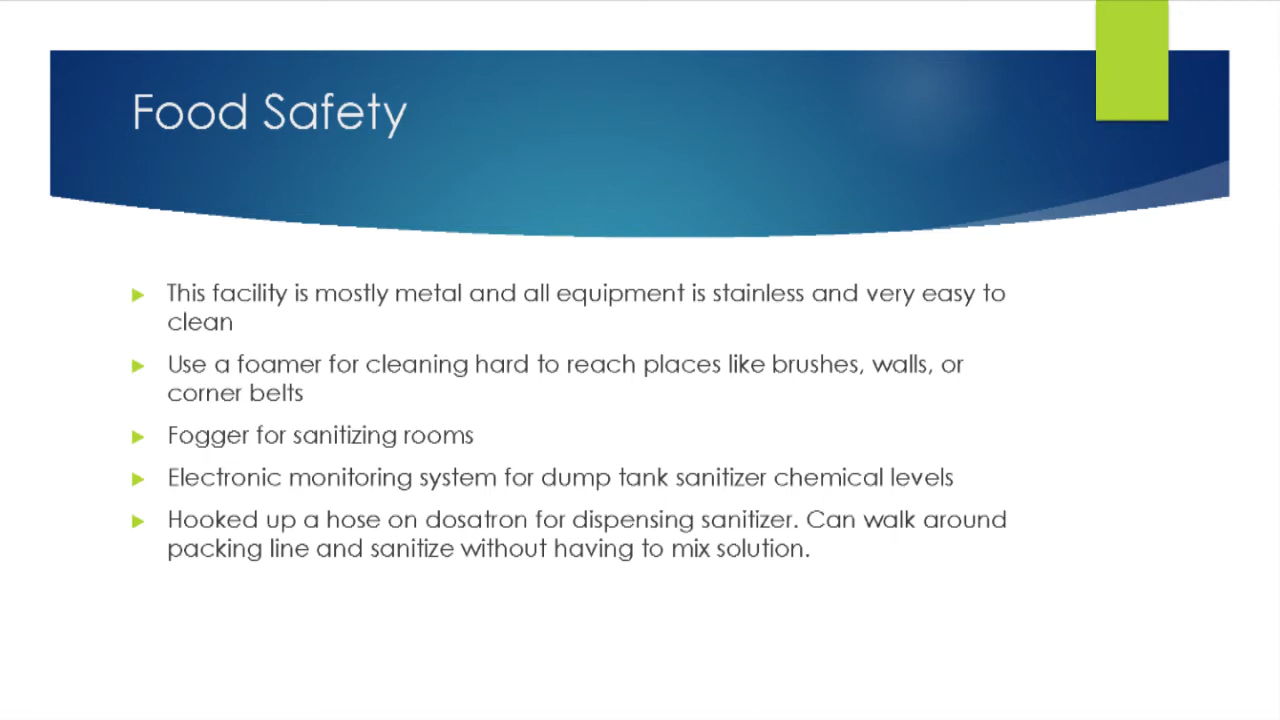 Food Safety
This facility is mostly metal and all equipment is stainless and very easy to
clean
Use a foamer for cleaning hard to reach places like brushes, walls, or
corner belts
Fogger for sanitizing rooms
Electronic monitoring system for dump tank sanitizer chemical levels
Hooked up a hose on dosatron for dispensing sanitizer. Can walk around
packing line and sanitize without having to mix solution.